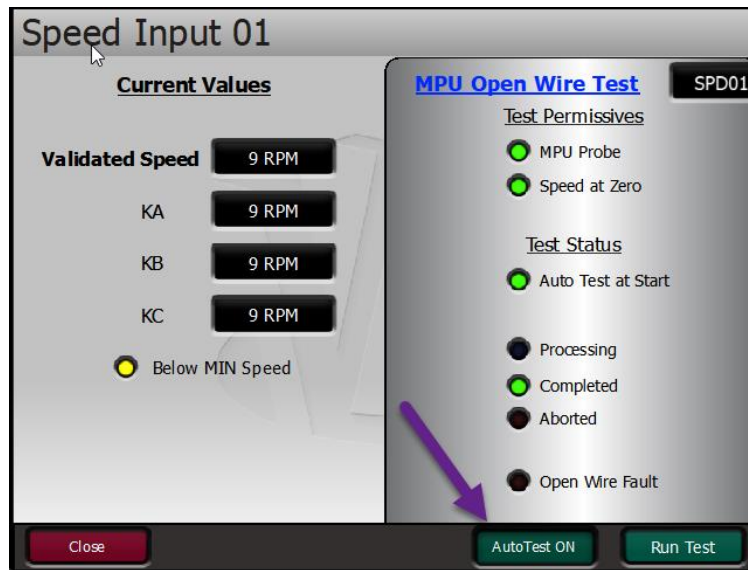 Speed Input 01
Current Values
Validated Speed 9 RPM
KA 9 RPM
KB 9 RPM
KC 9 RPM
Below MIN Speed
MPU Open Wire Test SPD01
Test Permissives
MPU Probe
Speed at Zero
Test Status
Auto Test at Start
Processing
Completed
Aborted
Open Wire Fault
Close AutoTest ON Run Test